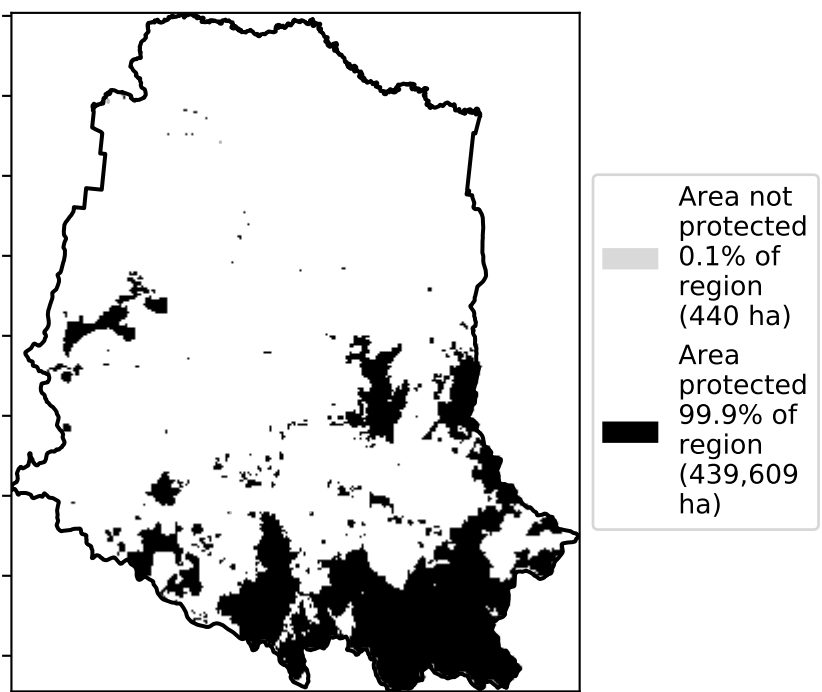 Area not
protected
0.1% of
region
(440 ha)
Area
protected
99.9% of
region
(439,609
ha)